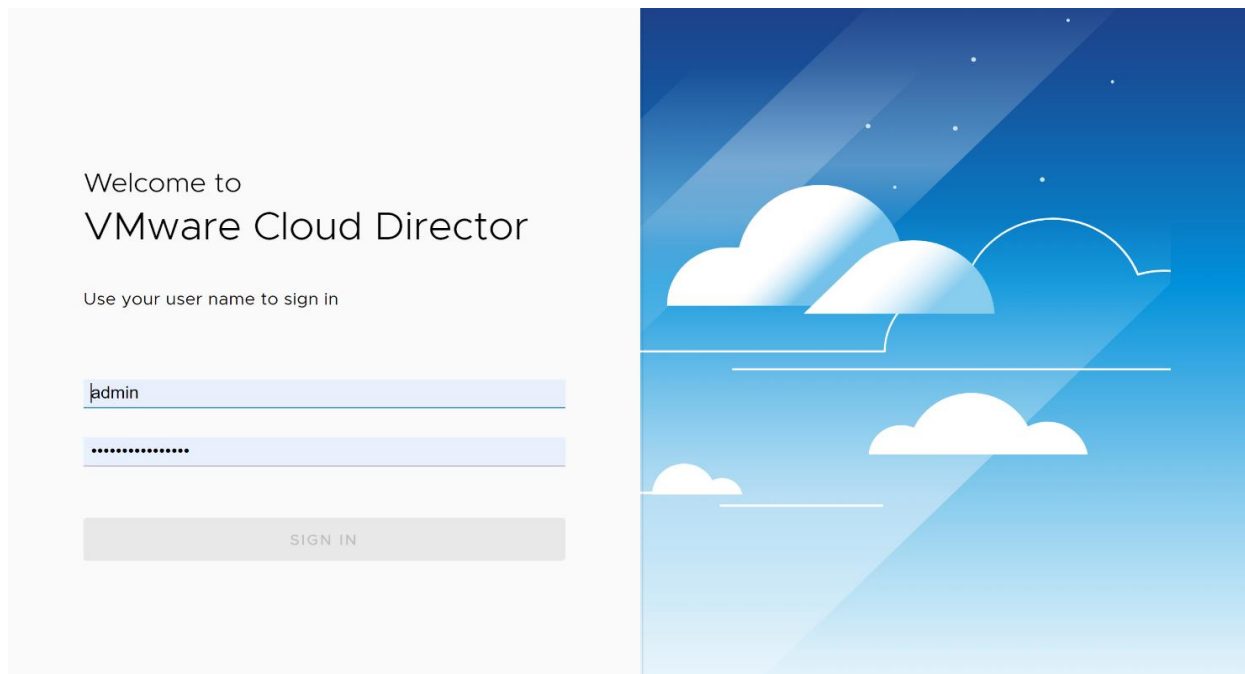 Welcome to
VMware Cloud Director
Use your user name to sign in
admin
••••••••••••••••
SIGN IN